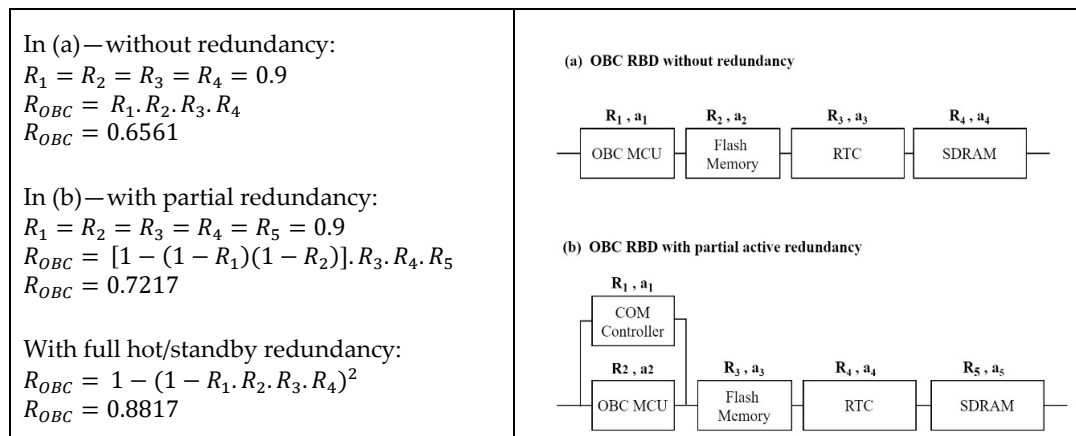 In (a)—without redundancy:
R₁ = R₂ = R₃ = R₄ = 0.9
R_OBC = R₁.R₂.R₃.R₄
R_OBC = 0.6561
In (b)—with partial redundancy:
R₁ = R₂ = R₃ = R₄ = R₅ = 0.9
R_OBC = [1 − (1 − R₁)(1 − R₂)].R₃.R₄.R₅
R_OBC = 0.7217
With full hot/standby redundancy:
R_OBC = 1 − (1 − R₁.R₂.R₃.R₄)²
R_OBC = 0.8817
(a) OBC RBD without redundancy
R₁ , a₁ R₂ , a₂ R₃ , a₃ R₄ , a₄
OBC MCU Flash Memory RTC SDRAM
(b) OBC RBD with partial active redundancy
R₁ , a₁
COM
Controller
R2 , a2 R₃ , a₃ R₄ , a₄ R₅ , a₅
OBC MCU Flash Memory RTC SDRAM